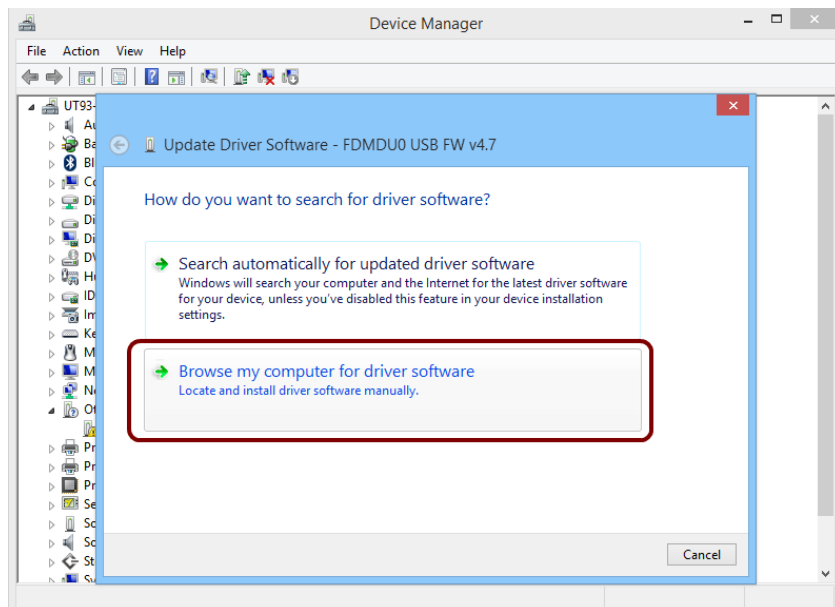 Device Manager
File Action View Help
UT93-
Update Driver Software - FDMDU0 USB FW v4.7
How do you want to search for driver software?
Search automatically for updated driver software
Windows will search your computer and the Internet for the latest driver software
for your device, unless you've disabled this feature in your device installation
settings.
Browse my computer for driver software
Locate and install driver software manually.
Cancel